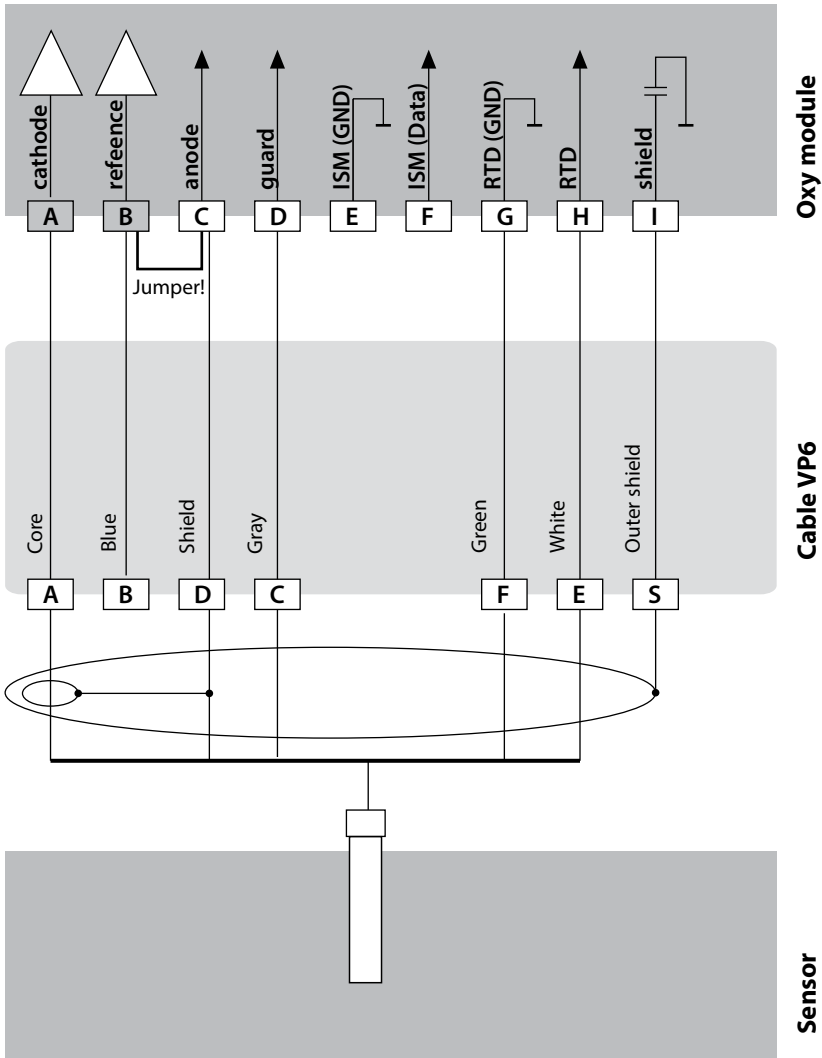 cathode
refeence
anode
guard
ISM (GND)
ISM (Data)
RTD (GND)
RTD
shield
Oxy module
A
B
C
D
E
F
G
H
I
Jumper!
Core
Blue
Shield
Gray
Green
White
Outer shield
Cable VP6
A
B
D
C
F
E
S
Sensor